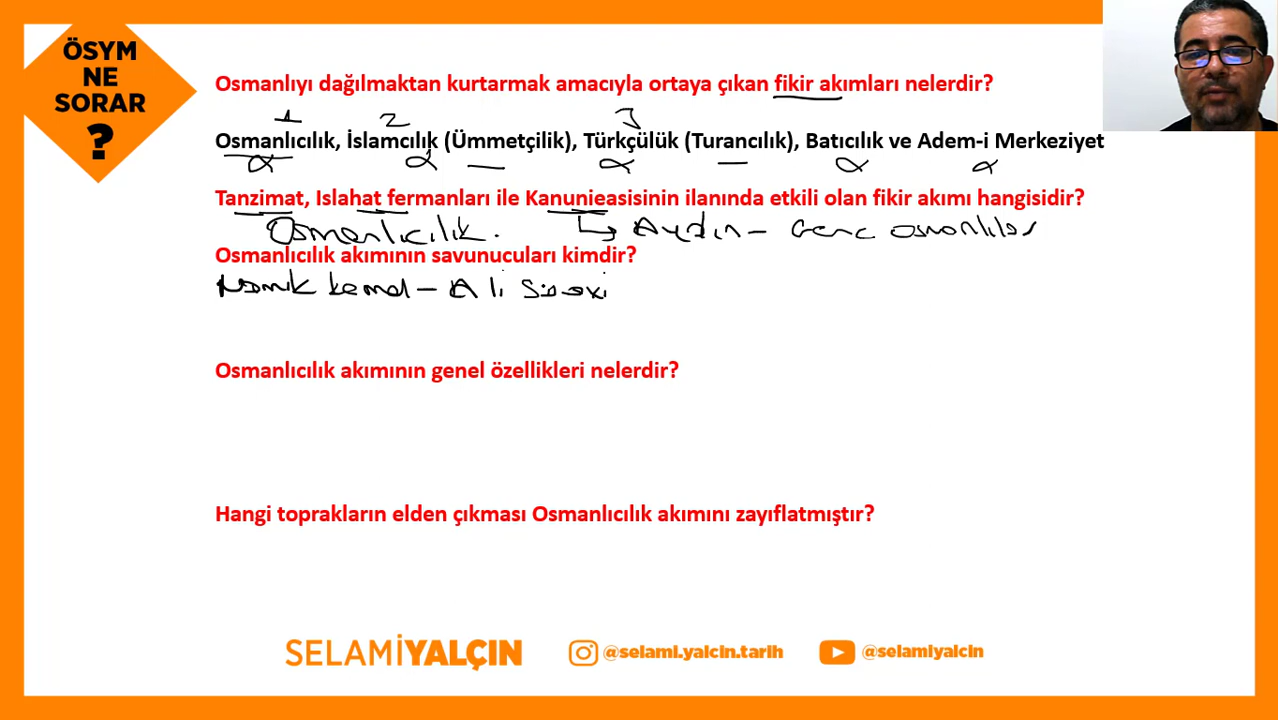 ÖSYM
NE
SORAR
?
Osmanlıyı dağılmaktan kurtarmak amacıyla ortaya çıkan fikir akımları nelerdir?
1 2 3
Osmanlıcılık, İslamcılık (Ümmetçilik), Türkçülük (Turancılık), Batıcılık ve Adem-i Merkeziyet
Tanzimat, Islahat fermanları ile Kanunieasisinin ilanında etkili olan fikir akımı hangisidir?
Osmanlıcılık. Aydın - Genc osmanlılar
Osmanlıcılık akımının savunucuları kimdir?
Namık kemal - Ali
Osmanlıcılık akımının genel özellikleri nelerdir?
Hangi toprakların elden çıkması Osmanlıcılık akımını zayıflatmıştır?
SELAMİYALÇIN @selami.yalcin.tarih @selamiyalcin